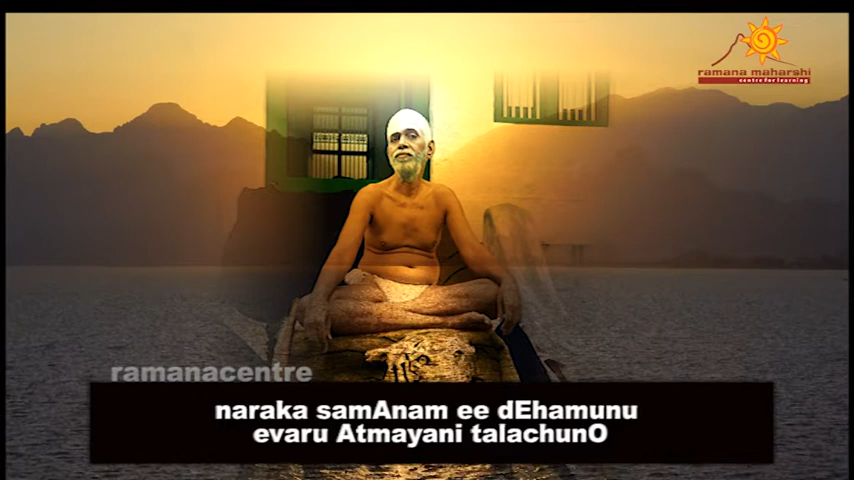 ramana maharshi
centre for learning
ramanacentre
naraka samAnam ee dEhamunu
evaru Atmayani talachunO